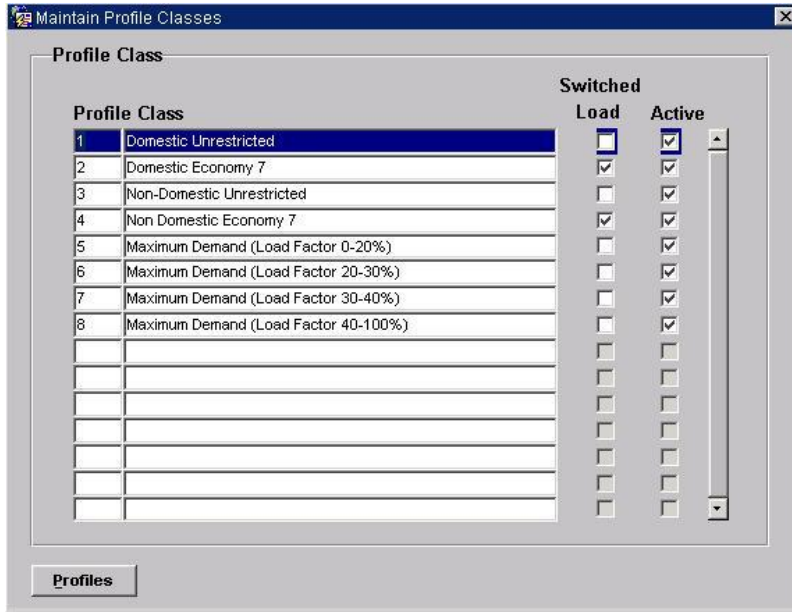 Maintain Profile Classes
Profile Class
Switched
Profile Class Load Active
1 Domestic Unrestricted
2 Domestic Economy 7
3 Non-Domestic Unrestricted
4 Non Domestic Economy 7
5 Maximum Demand (Load Factor 0-20%)
6 Maximum Demand (Load Factor 20-30%)
7 Maximum Demand (Load Factor 30-40%)
8 Maximum Demand (Load Factor 40-100%)
Profiles